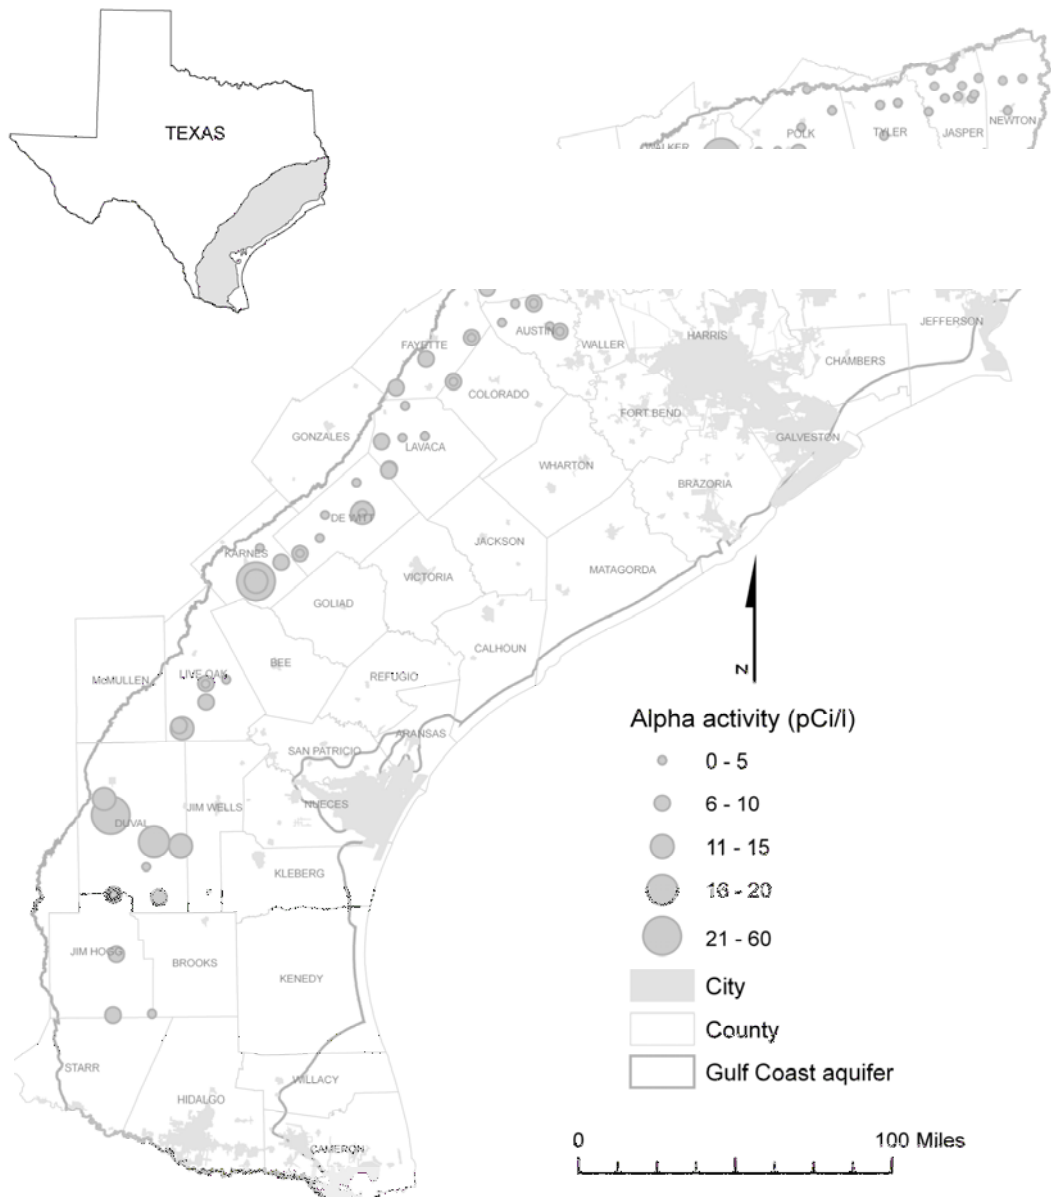 TEXAS
POLK
TYLER
JASPER
NEWTON
WALKER
JEFFERSON
AUSTIN
HARRIS
FAYETTE
WALLER
CHAMBERS
COLORADO
FORT BEND
GONZALES
LAVACA
GALVESTON
WHARTON
BRAZORIA
DE WITT
JACKSON
KARNES
MATAGORDA
VICTORIA
GOLIAD
CALHOUN
BEE
LIVE OAK
REFUGIO
McMULLEN
N
ARANSAS
SAN PATRICIO
NUECES
JIM WELLS
DUVAL
KLEBERG
JIM HOGG
BROOKS
KENEDY
STARR
WILLACY
HIDALGO
CAMERON
Alpha activity (pCi/l)
0 - 5
6 - 10
11 - 15
16 - 20
21 - 60
City
County
Gulf Coast aquifer
0 100 Miles